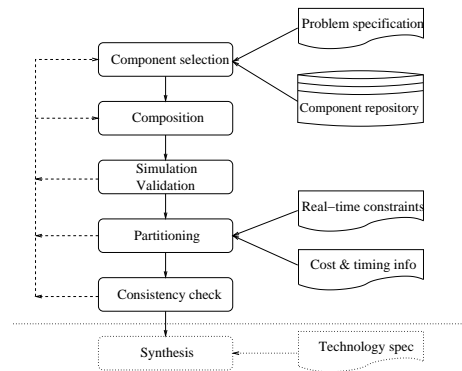 Problem specification
Component selection
Component repository
Composition
Simulation
Validation
Real-time constraints
Partitioning
Cost & timing info
Consistency check
Technology spec
Synthesis